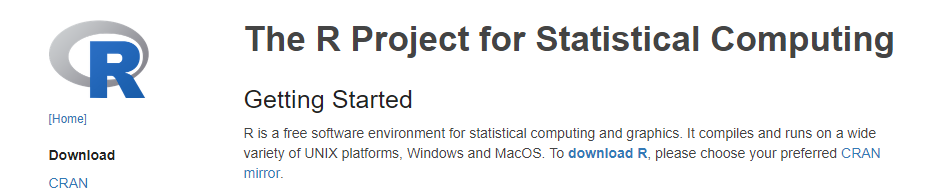 R
The R Project for Statistical Computing
[Home]
Download
CRAN
Getting Started
R is a free software environment for statistical computing and graphics. It compiles and runs on a wide
variety of UNIX platforms, Windows and MacOS. To download R, please choose your preferred CRAN
mirror.